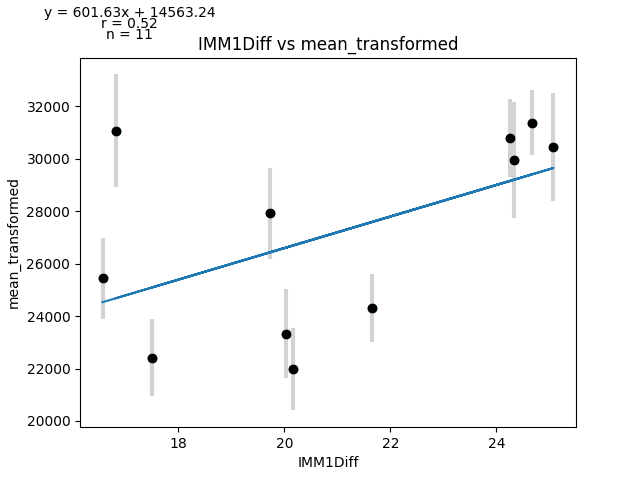 y = 601.63x + 14563.24
r = 0.52
n = 11
IMM1Diff vs mean_transformed
32000
30000
28000
26000
24000
22000
20000
mean_transformed
18
20
22
24
IMM1Diff